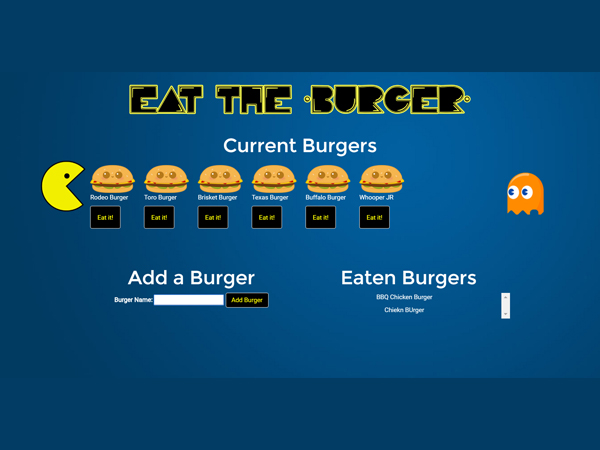 EAT THE BURGER
Current Burgers
Rodeo Burger Toro Burger Brisket Burger Texas Burger Buffalo Burger Whooper JR
Eat it! Eat it! Eat it! Eat it! Eat it! Eat it!
Add a Burger
Burger Name: Add Burger
Eaten Burgers
BBQ Chicken Burger
Chiekn BUrger